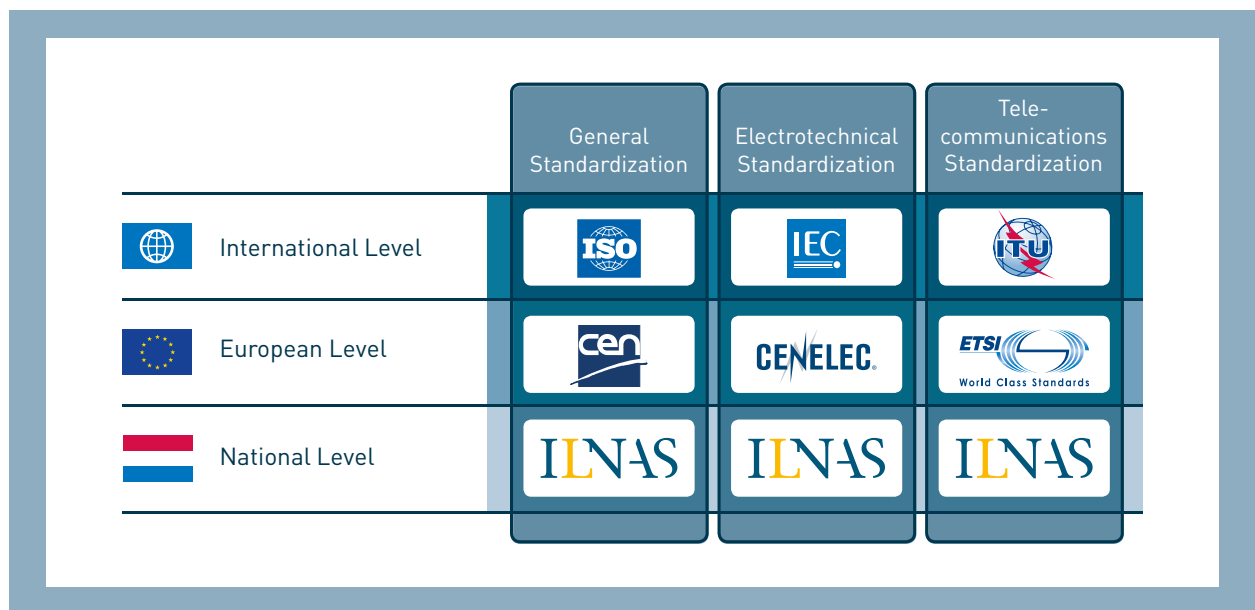 General
Standardization
Electrotechnical
Standardization
Tele-
communications
Standardization
International Level
ISO
IEC
ITU
European Level
cen
CENELEC
ETSI
World Class Standards
National Level
ILNAS
ILNAS
ILNAS